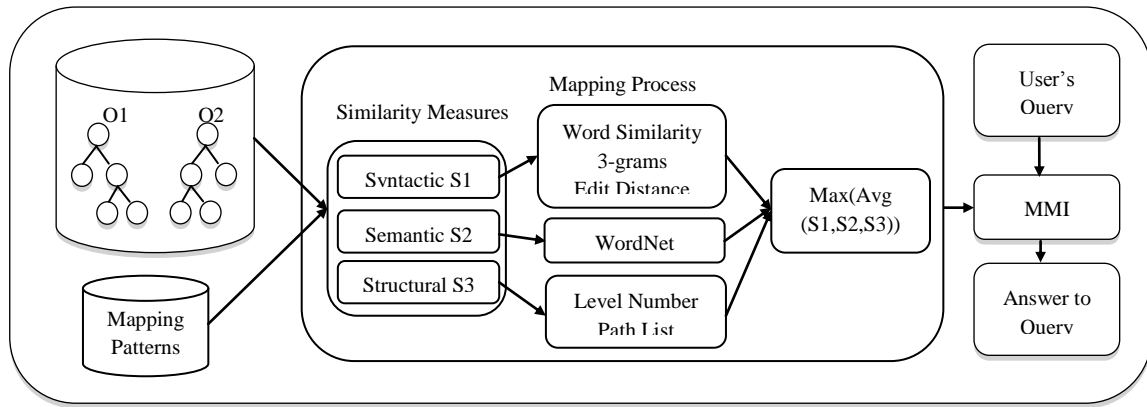 O1
O2
Mapping
Patterns
Similarity Measures
Syntactic S1
Semantic S2
Structural S3
Mapping Process
Word Similarity
3-grams
Edit Distance
WordNet
Level Number
Path List
Max(Avg
(S1,S2,S3))
User's
Query
MMI
Answer to
Query